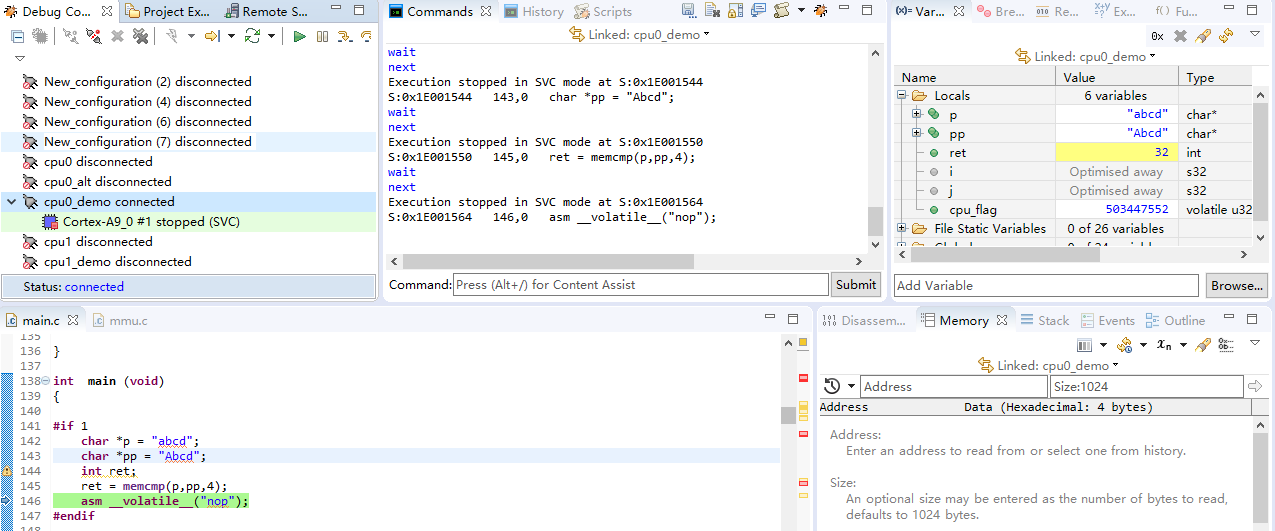 Debug Co... Project Ex... Remote S...
New_configuration (2) disconnected
New_configuration (4) disconnected
New_configuration (6) disconnected
New_configuration (7) disconnected
cpu0 disconnected
cpu0_alt disconnected
cpu0_demo connected
Cortex-A9_0 #1 stopped (SVC)
cpu1 disconnected
cpu1_demo disconnected
Status: connected
Commands History Scripts
Linked: cpu0_demo
wait
next
Execution stopped in SVC mode at S:0x1E001544
S:0x1E001544 143,0 char *pp = "Abcd";
wait
next
Execution stopped in SVC mode at S:0x1E001550
S:0x1E001550 145,0 ret = memcmp(p,pp,4);
wait
next
Execution stopped in SVC mode at S:0x1E001564
S:0x1E001564 146,0 asm __volatile__("nop");
Command: Press (Alt+/) for Content Assist Submit
(x)= Var... Bre... 010 Re... x+y Ex... f() Fu...
0x
Linked: cpu0_demo
Name Value Type
Locals 6 variables
p "abcd" char*
pp "Abcd" char*
ret 32 int
i Optimised away s32
j Optimised away s32
cpu_flag 503447552 volatile u32
File Static Variables 0 of 26 variables
Add Variable Browse...
main.c mmu.c
135
136 }
137
138 int main (void)
139 {
140
141 #if 1
142 char *p = "abcd";
143 char *pp = "Abcd";
144 int ret;
145 ret = memcmp(p,pp,4);
146 asm __volatile__("nop");
147 #endif
Disassem... Memory Stack Events Outline
Linked: cpu0_demo
Address Size:1024
Address Data (Hexadecimal: 4 bytes)
Address:
Enter an address to read from or select one from history.
Size:
An optional size may be entered as the number of bytes to read,
defaults to 1024 bytes.